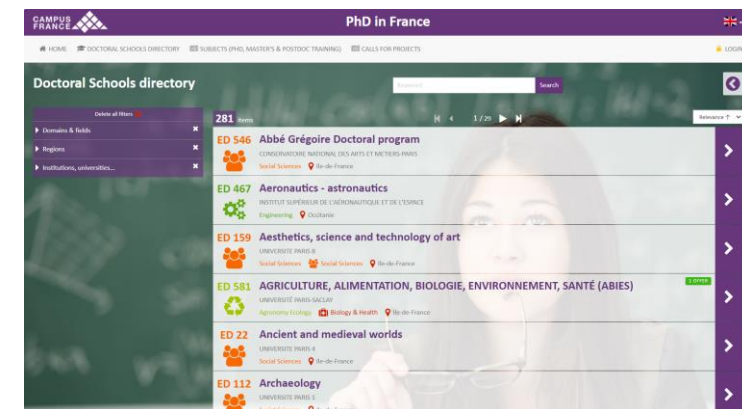 CAMPUS
FRANCE
PhD in France
HOME DOCTORAL SCHOOLS DIRECTORY SUBJECTS (PHD, MASTER'S & POSTDOC TRAINING) CALLS FOR PROJECTS LOGIN
Doctoral Schools directory
Keyword Search
Delete all filters
Domains & fields
Regions
Institutions, universities...
281 items 1 / 29 Relevance ↑
ED 546 Abbé Grégoire Doctoral program
CONSERVATOIRE NATIONAL DES ARTS ET METIERS-PARIS
Social Sciences Ile-de-France
ED 467 Aeronautics - astronautics
INSTITUT SUPÉRIEUR DE L'AÉRONAUTIQUE ET DE L'ESPACE
Engineering Occitanie
ED 159 Aesthetics, science and technology of art
UNIVERSITE PARIS 8
Social Sciences Social Sciences Ile-de-France
ED 581 AGRICULTURE, ALIMENTATION, BIOLOGIE, ENVIRONNEMENT, SANTÉ (ABIES) 1 OFFER
UNIVERSITÉ PARIS-SACLAY
Agronomy Ecology Biology & Health Ile-de-France
ED 22 Ancient and medieval worlds
UNIVERSITE PARIS 4
Social Sciences Ile-de-France
ED 112 Archaeology
UNIVERSITE PARIS 1